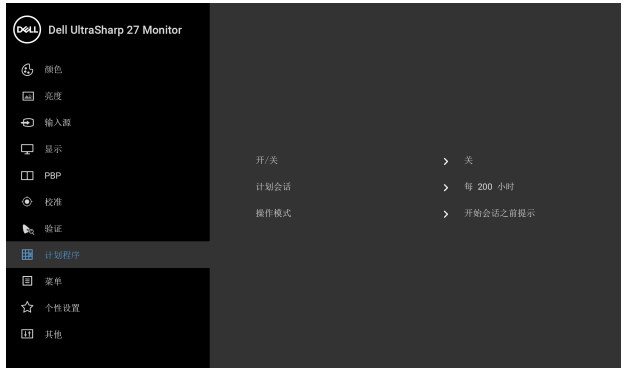 DELL Dell UltraSharp 27 Monitor
颜色
亮度
输入源
显示
PBP
校准
验证
计划程序
菜单
个性设置
其他
开/关 关
计划会话 每 200 小时
操作模式 开始会话之前提示